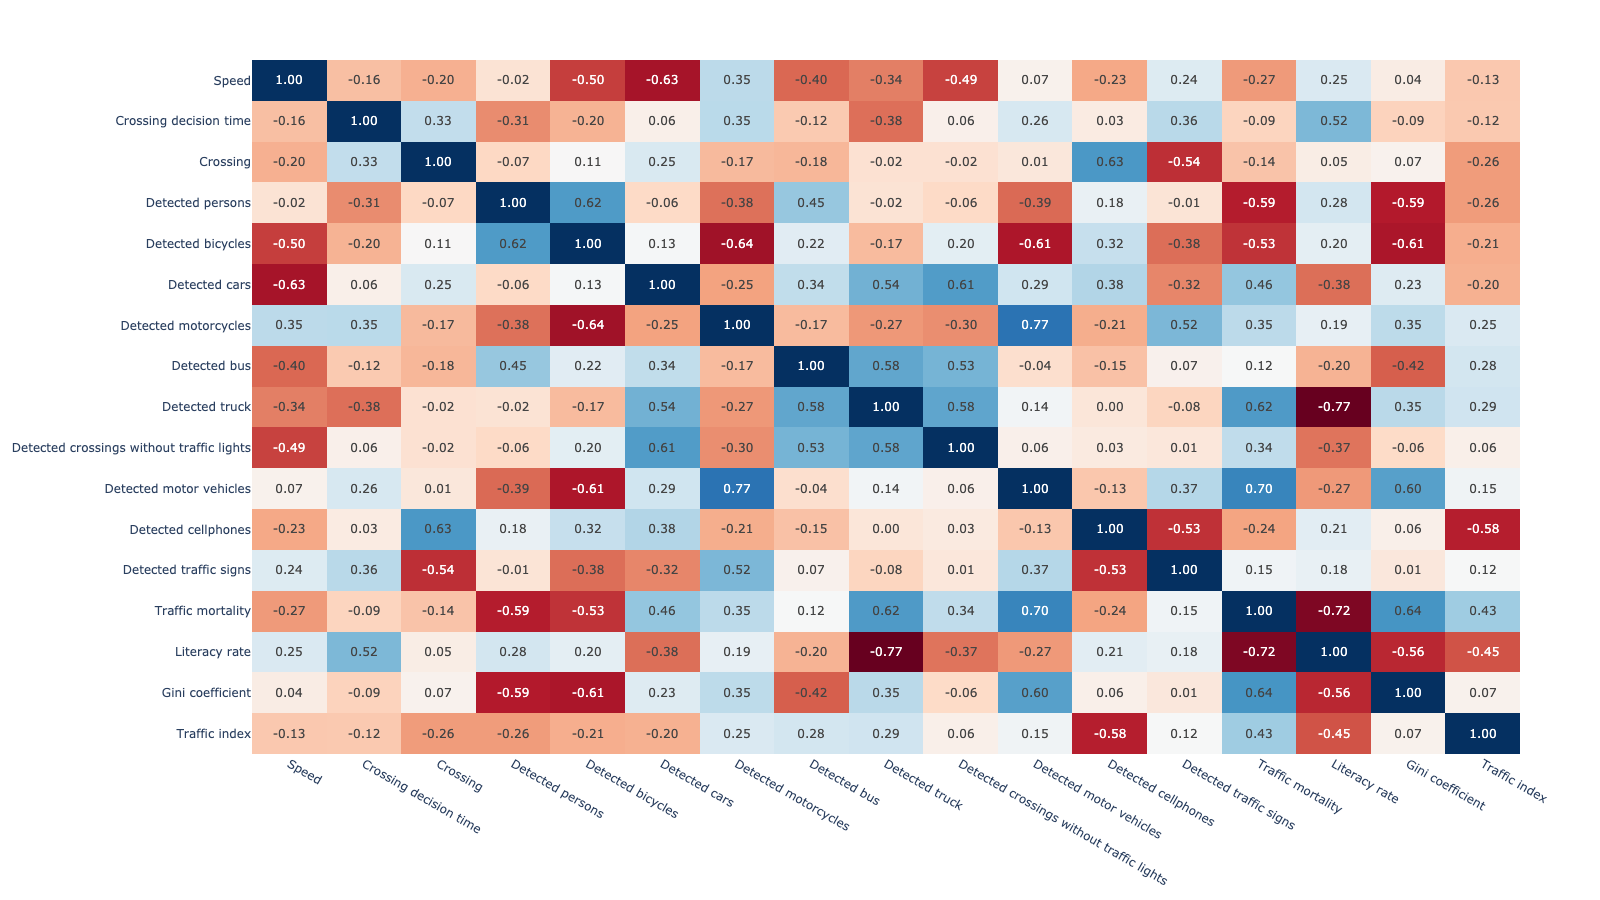 Speed 1.00 -0.16 -0.20 -0.02 -0.50 -0.63 0.35 -0.40 -0.34 -0.49 0.07 -0.23 0.24 -0.27 0.25 0.04 -0.13
Crossing decision time -0.16 1.00 0.33 -0.31 -0.20 0.06 0.35 -0.12 -0.38 0.06 0.26 0.03 0.36 -0.09 0.52 -0.09 -0.12
Crossing -0.20 0.33 1.00 -0.07 0.11 0.25 -0.17 -0.18 -0.02 -0.02 0.01 0.63 -0.54 -0.14 0.05 0.07 -0.26
Detected persons -0.02 -0.31 -0.07 1.00 0.62 -0.06 -0.38 0.45 -0.02 -0.06 -0.39 0.18 -0.01 -0.59 0.28 -0.59 -0.26
Detected bicycles -0.50 -0.20 0.11 0.62 1.00 0.13 -0.64 0.22 -0.17 0.20 -0.61 0.32 -0.38 -0.53 0.20 -0.61 -0.21
Detected cars -0.63 0.06 0.25 -0.06 0.13 1.00 -0.25 0.34 0.54 0.61 0.29 0.38 -0.32 0.46 -0.38 0.23 -0.20
Detected motorcycles 0.35 0.35 -0.17 -0.38 -0.64 -0.25 1.00 -0.17 -0.27 -0.30 0.77 -0.21 0.52 0.35 0.19 0.35 0.25
Detected bus -0.40 -0.12 -0.18 0.45 0.22 0.34 -0.17 1.00 0.58 0.53 -0.04 -0.15 0.07 0.12 -0.20 -0.42 0.28
Detected truck -0.34 -0.38 -0.02 -0.02 -0.17 0.54 -0.27 0.58 1.00 0.58 0.14 0.00 -0.08 0.62 -0.77 0.35 0.29
Detected crossings without traffic lights -0.49 0.06 -0.02 -0.06 0.20 0.61 -0.30 0.53 0.58 1.00 0.06 0.03 0.01 0.34 -0.37 -0.06 0.06
Detected motor vehicles 0.07 0.26 0.01 -0.39 -0.61 0.29 0.77 -0.04 0.14 0.06 1.00 -0.13 0.37 0.70 -0.27 0.60 0.15
Detected cellphones -0.23 0.03 0.63 0.18 0.32 0.38 -0.21 -0.15 0.00 0.03 -0.13 1.00 -0.53 -0.24 0.21 0.06 -0.58
Detected traffic signs 0.24 0.36 -0.54 -0.01 -0.38 -0.32 0.52 0.07 -0.08 0.01 0.37 -0.53 1.00 0.15 0.18 0.01 0.12
Traffic mortality -0.27 -0.09 -0.14 -0.59 -0.53 0.46 0.35 0.12 0.62 0.34 0.70 -0.24 0.15 1.00 -0.72 0.64 0.43
Literacy rate 0.25 0.52 0.05 0.28 0.20 -0.38 0.19 -0.20 -0.77 -0.37 -0.27 0.21 0.18 -0.72 1.00 -0.56 -0.45
Gini coefficient 0.04 -0.09 0.07 -0.59 -0.61 0.23 0.35 -0.42 0.35 -0.06 0.60 0.06 0.01 0.64 -0.56 1.00 0.07
Traffic index -0.13 -0.12 -0.26 -0.26 -0.21 -0.20 0.25 0.28 0.29 0.06 0.15 -0.58 0.12 0.43 -0.45 0.07 1.00
Speed
Crossing decision time
Crossing
Detected persons
Detected bicycles
Detected cars
Detected motorcycles
Detected bus
Detected truck
Detected crossings without traffic lights
Detected motor vehicles
Detected cellphones
Detected traffic signs
Traffic mortality
Literacy rate
Gini coefficient
Traffic index